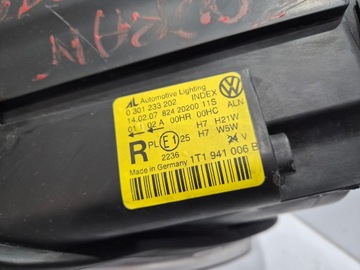 AL Automotive Lighting
0 301 233 202 INDEX
14.02.07 824 20200 11S ALN
01 I 02 A 00HR 00HC
R PL E1 25 H7 H21W
H7 W5W
2236 24 V
Made in Germany 1T1 941 006 B